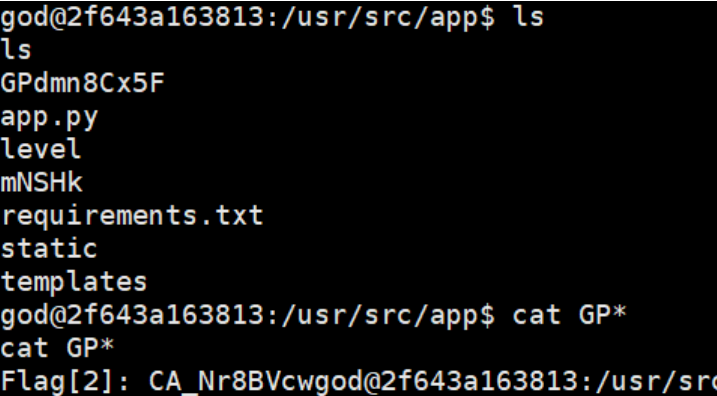 god@2f643a163813:/usr/src/app$ ls
ls
GPdmn8Cx5F
app.py
level
mNSHk
requirements.txt
static
templates
god@2f643a163813:/usr/src/app$ cat GP*
cat GP*
Flag[2]: CA_Nr8BVcwgod@2f643a163813:/usr/src